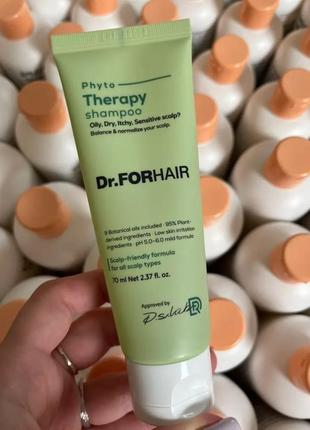 Phyto
Therapy
shampoo
Oily, Dry, Itchy, Sensitive scalp?
Balance & normalize your scalp.
Dr.FORHAIR
9 Botanical oils included · 95% Plant-
derived ingredients · Low skin irritation
ingredients · pH 5.0~6.0 mild formula
Scalp-friendly formula
for all scalp types
70 ml Net 2.37 fl. oz.
Approved by